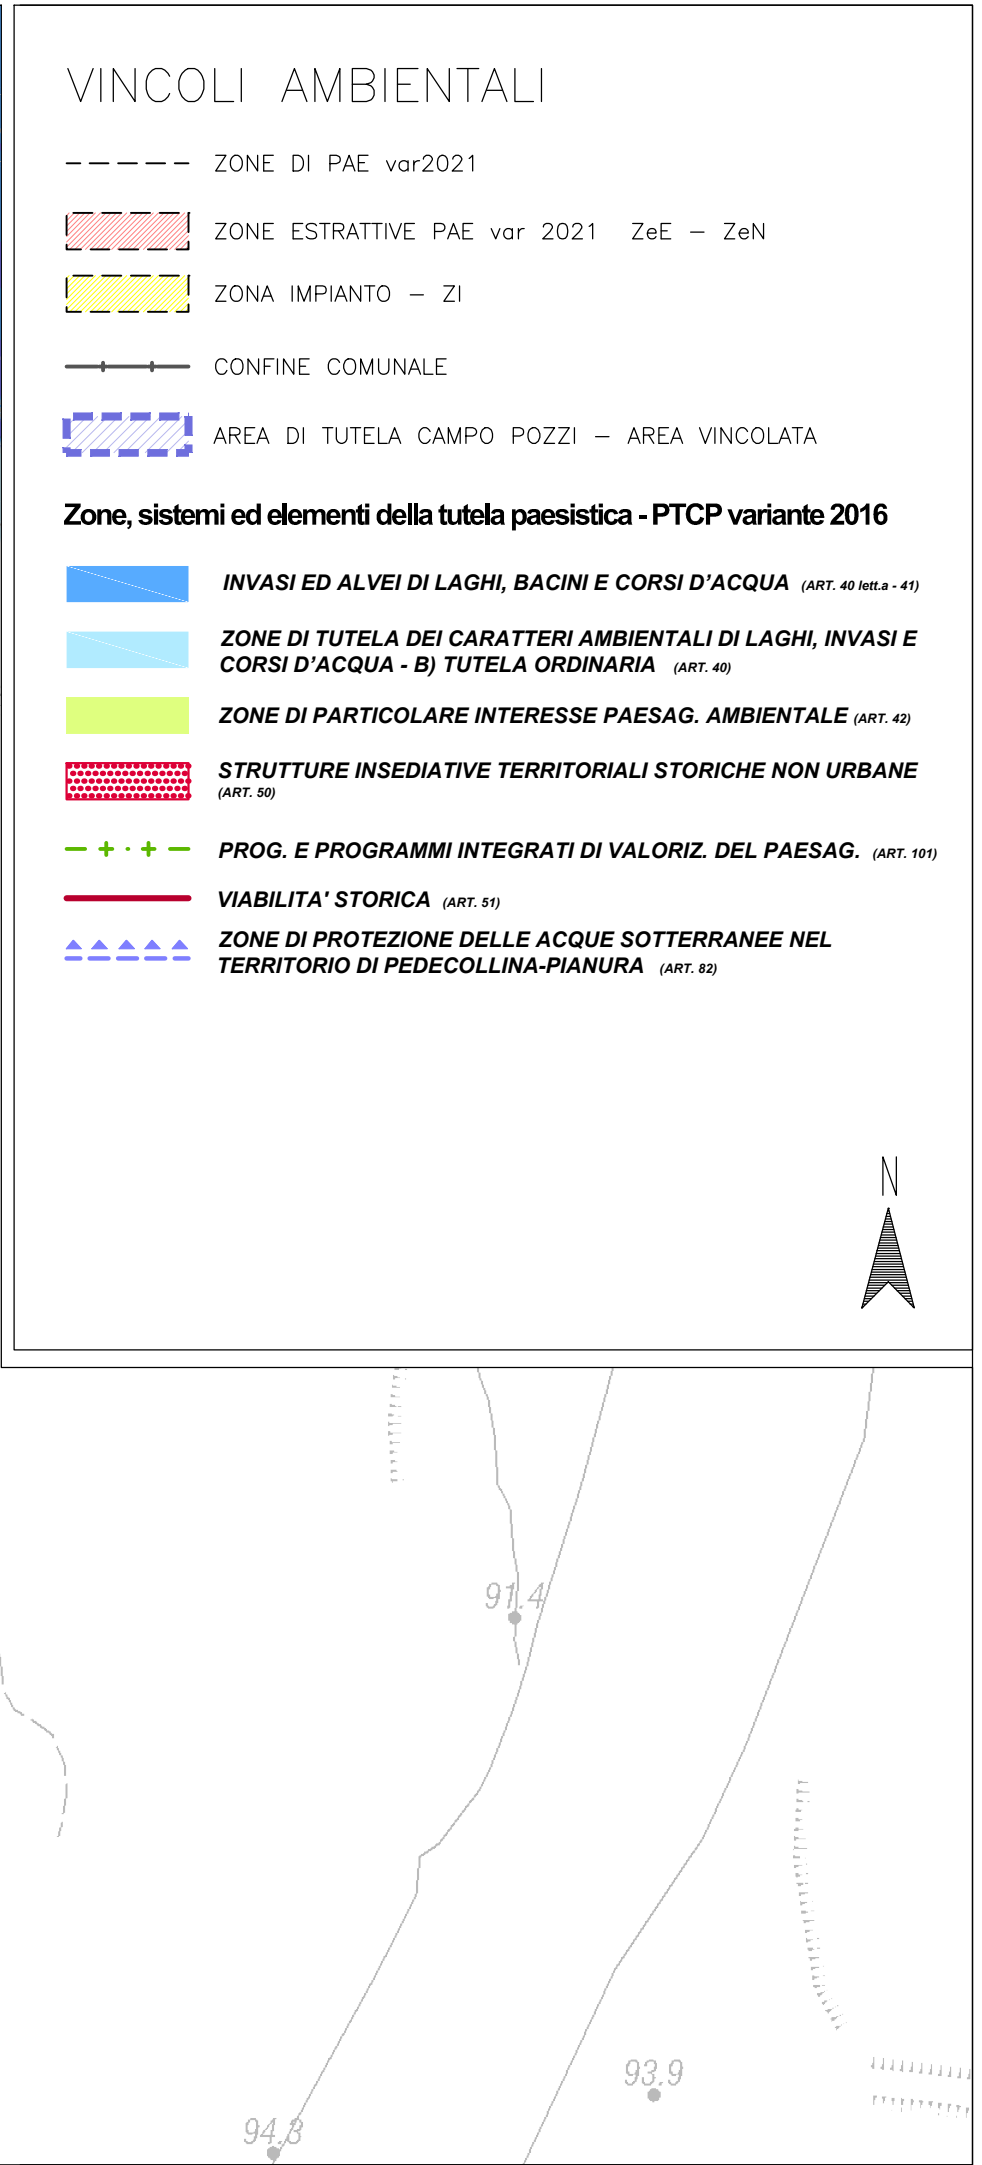 VINCOLI AMBIENTALI
ZONE DI PAE var2021
ZONE ESTRATTIVE PAE var 2021 ZeE – ZeN
ZONA IMPIANTO – ZI
CONFINE COMUNALE
AREA DI TUTELA CAMPO POZZI – AREA VINCOLATA
Zone, sistemi ed elementi della tutela paesistica - PTCP variante 2016
INVASI ED ALVEI DI LAGHI, BACINI E CORSI D'ACQUA (ART. 40 lett.a - 41)
ZONE DI TUTELA DEI CARATTERI AMBIENTALI DI LAGHI, INVASI E
CORSI D'ACQUA - B) TUTELA ORDINARIA (ART. 40)
ZONE DI PARTICOLARE INTERESSE PAESAG. AMBIENTALE (ART. 42)
STRUTTURE INSEDIATIVE TERRITORIALI STORICHE NON URBANE
(ART. 50)
PROG. E PROGRAMMI INTEGRATI DI VALORIZ. DEL PAESAG. (ART. 101)
VIABILITA' STORICA (ART. 51)
ZONE DI PROTEZIONE DELLE ACQUE SOTTERRANEE NEL
TERRITORIO DI PEDECOLLINA-PIANURA (ART. 82)
N
91.4
93.9
94.3